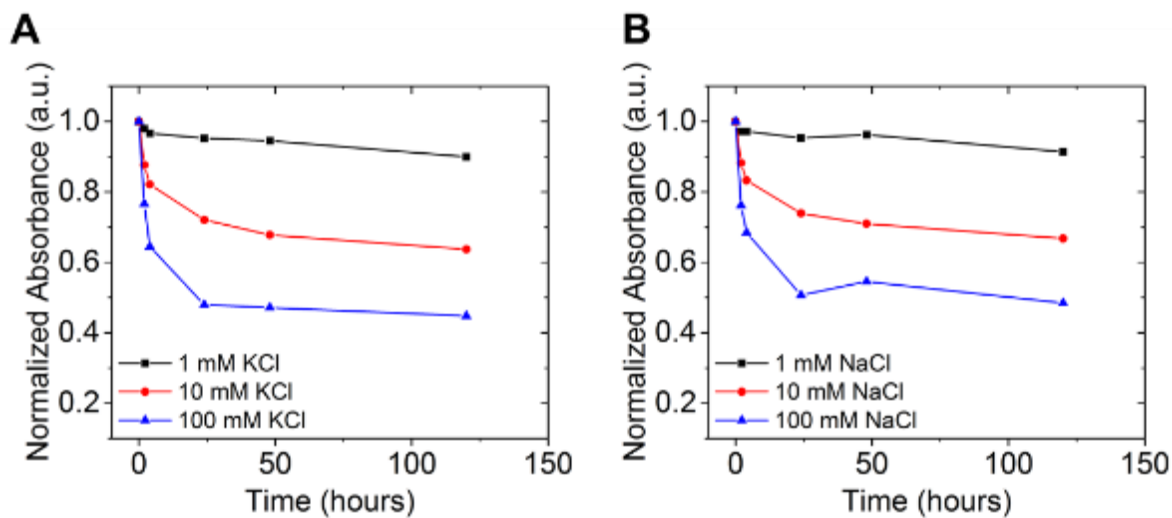 A
Normalized Absorbance (a.u.)
1.0
0.8
0.6
0.4
0.2
1 mM KCl
10 mM KCl
100 mM KCl
0
50
100
150
Time (hours)
B
Normalized Absorbance (a.u.)
1.0
0.8
0.6
0.4
0.2
1 mM NaCl
10 mM NaCl
100 mM NaCl
0
50
100
150
Time (hours)